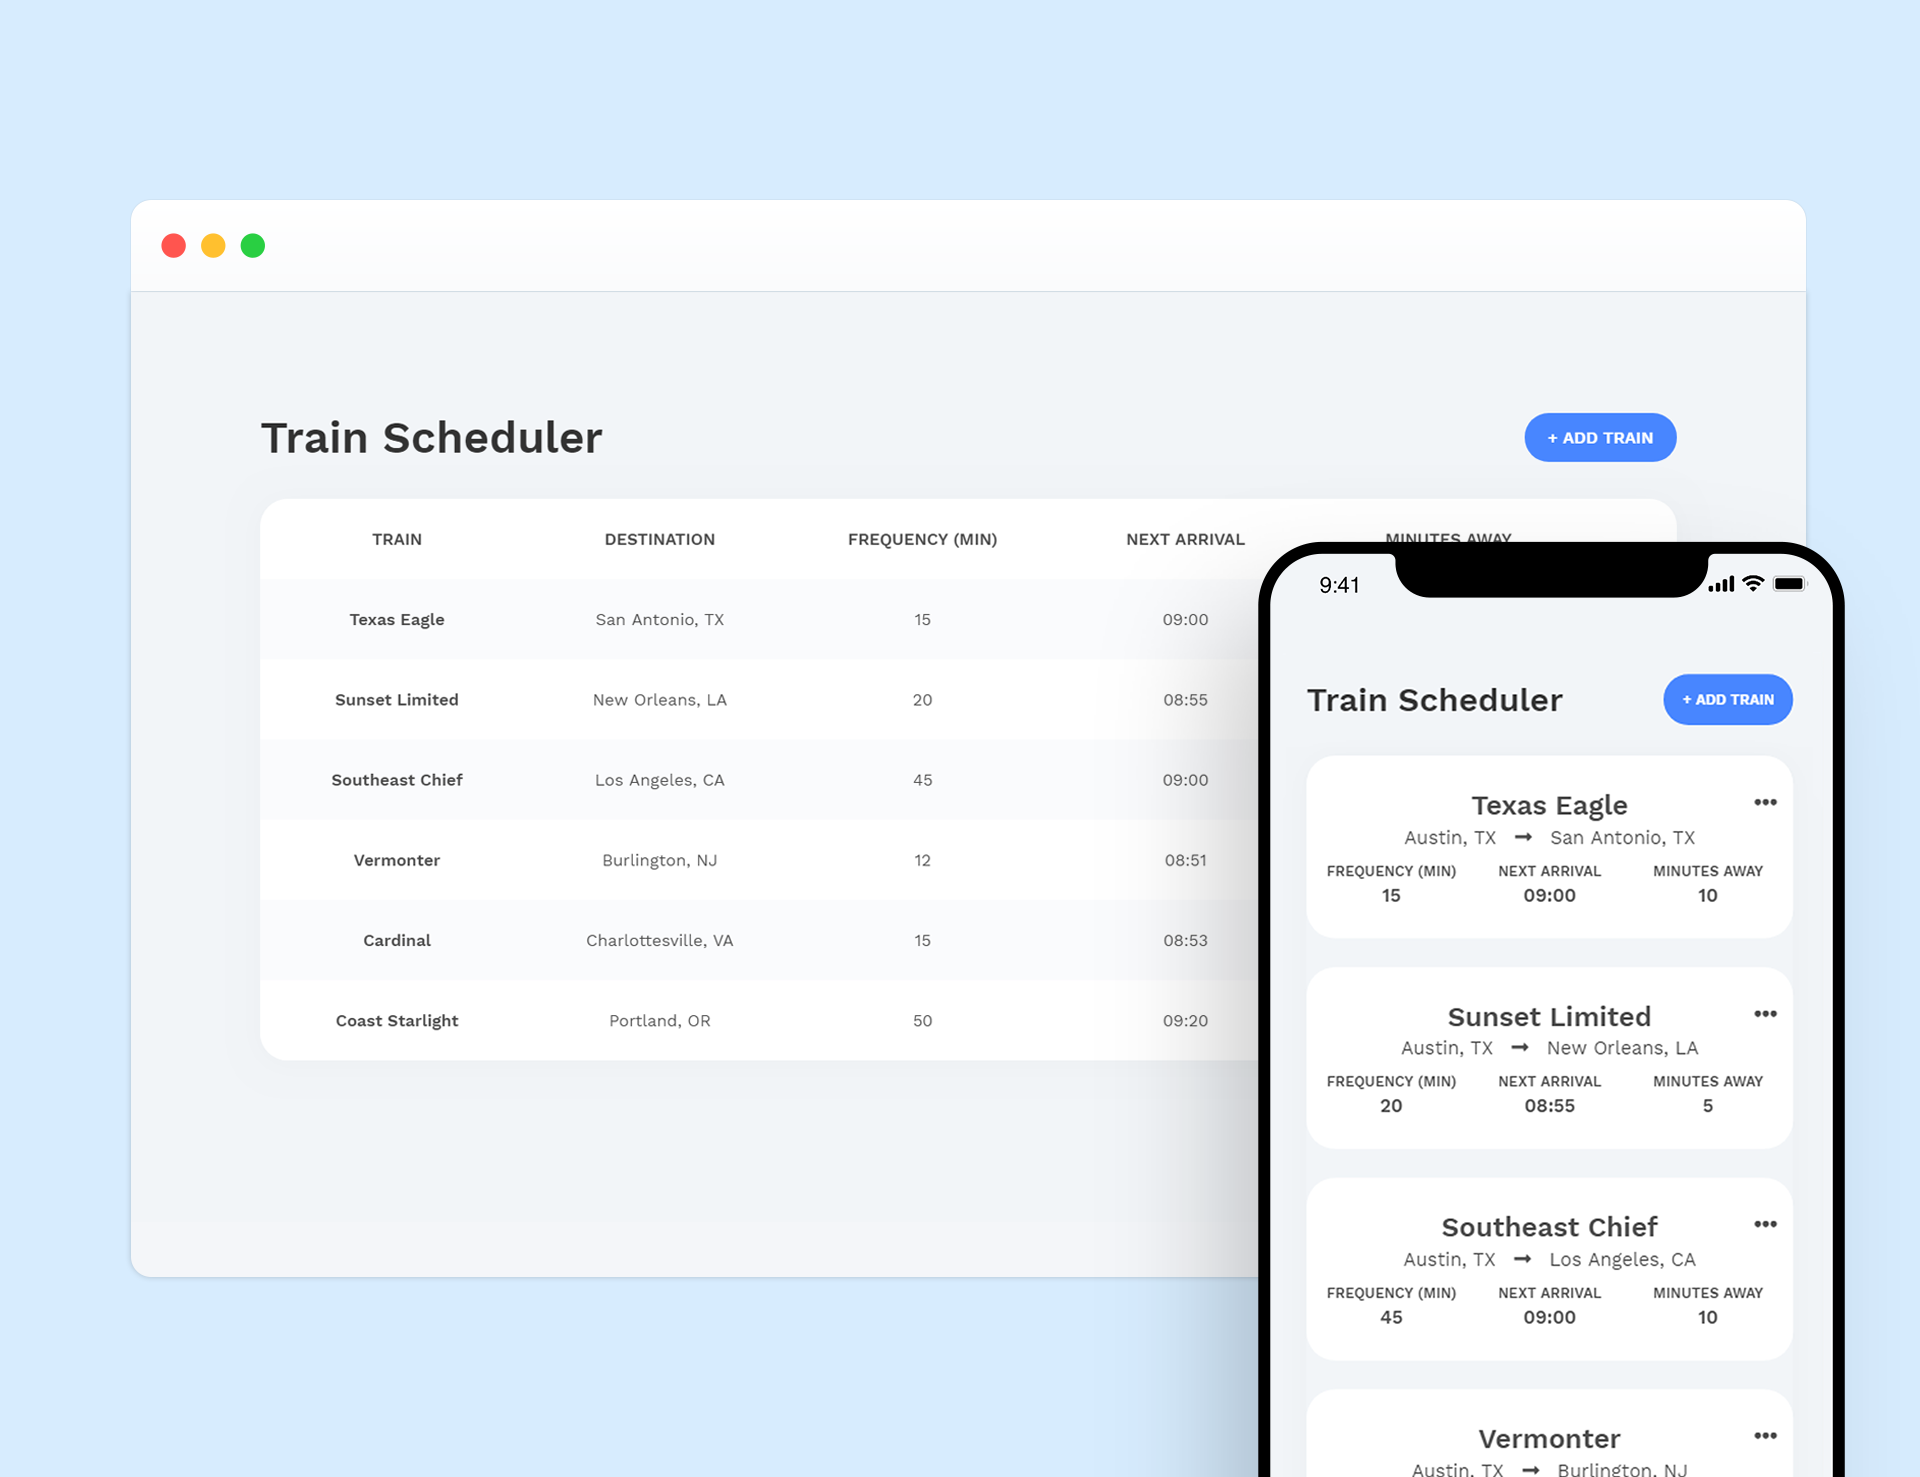 Train Scheduler
+ ADD TRAIN
TRAIN DESTINATION FREQUENCY (MIN) NEXT ARRIVAL MINUTES AWAY
Texas Eagle San Antonio, TX 15 09:00
Sunset Limited New Orleans, LA 20 08:55
Southeast Chief Los Angeles, CA 45 09:00
Vermonter Burlington, NJ 12 08:51
Cardinal Charlottesville, VA 15 08:53
Coast Starlight Portland, OR 50 09:20
9:41
Train Scheduler
+ ADD TRAIN
Texas Eagle
Austin, TX → San Antonio, TX
FREQUENCY (MIN) NEXT ARRIVAL MINUTES AWAY
15 09:00 10
Sunset Limited
Austin, TX → New Orleans, LA
FREQUENCY (MIN) NEXT ARRIVAL MINUTES AWAY
20 08:55 5
Southeast Chief
Austin, TX → Los Angeles, CA
FREQUENCY (MIN) NEXT ARRIVAL MINUTES AWAY
45 09:00 10
Vermonter
Austin, TX → Burlington, NJ